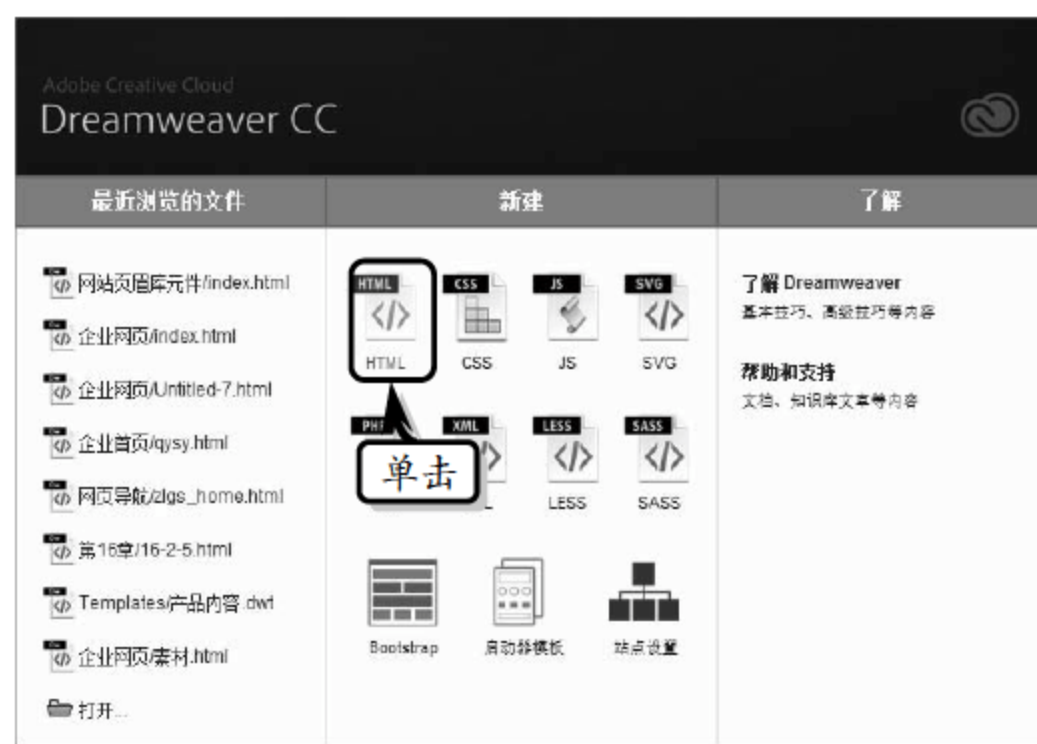 Adobe Creative Cloud
Dreamweaver CC
最近浏览的文件
网站页眉库元件/index.html
企业网页/index.html
企业网页/Untitled-7.html
企业首页/qysy.html
网页导航/zlgs_home.html
第16章/16-2-5.html
Templates/产品内容.dwt
企业网页/素材.html
打开...
新建
HTML CSS JS SVG
HTML CSS JS SVG
XML LESS SASS
单击
LESS SASS
Bootstrap 启动器模板 站点设置
了解
了解 Dreamweaver
基本技巧、高级技巧等内容
帮助和支持
文档、知识库文章等内容